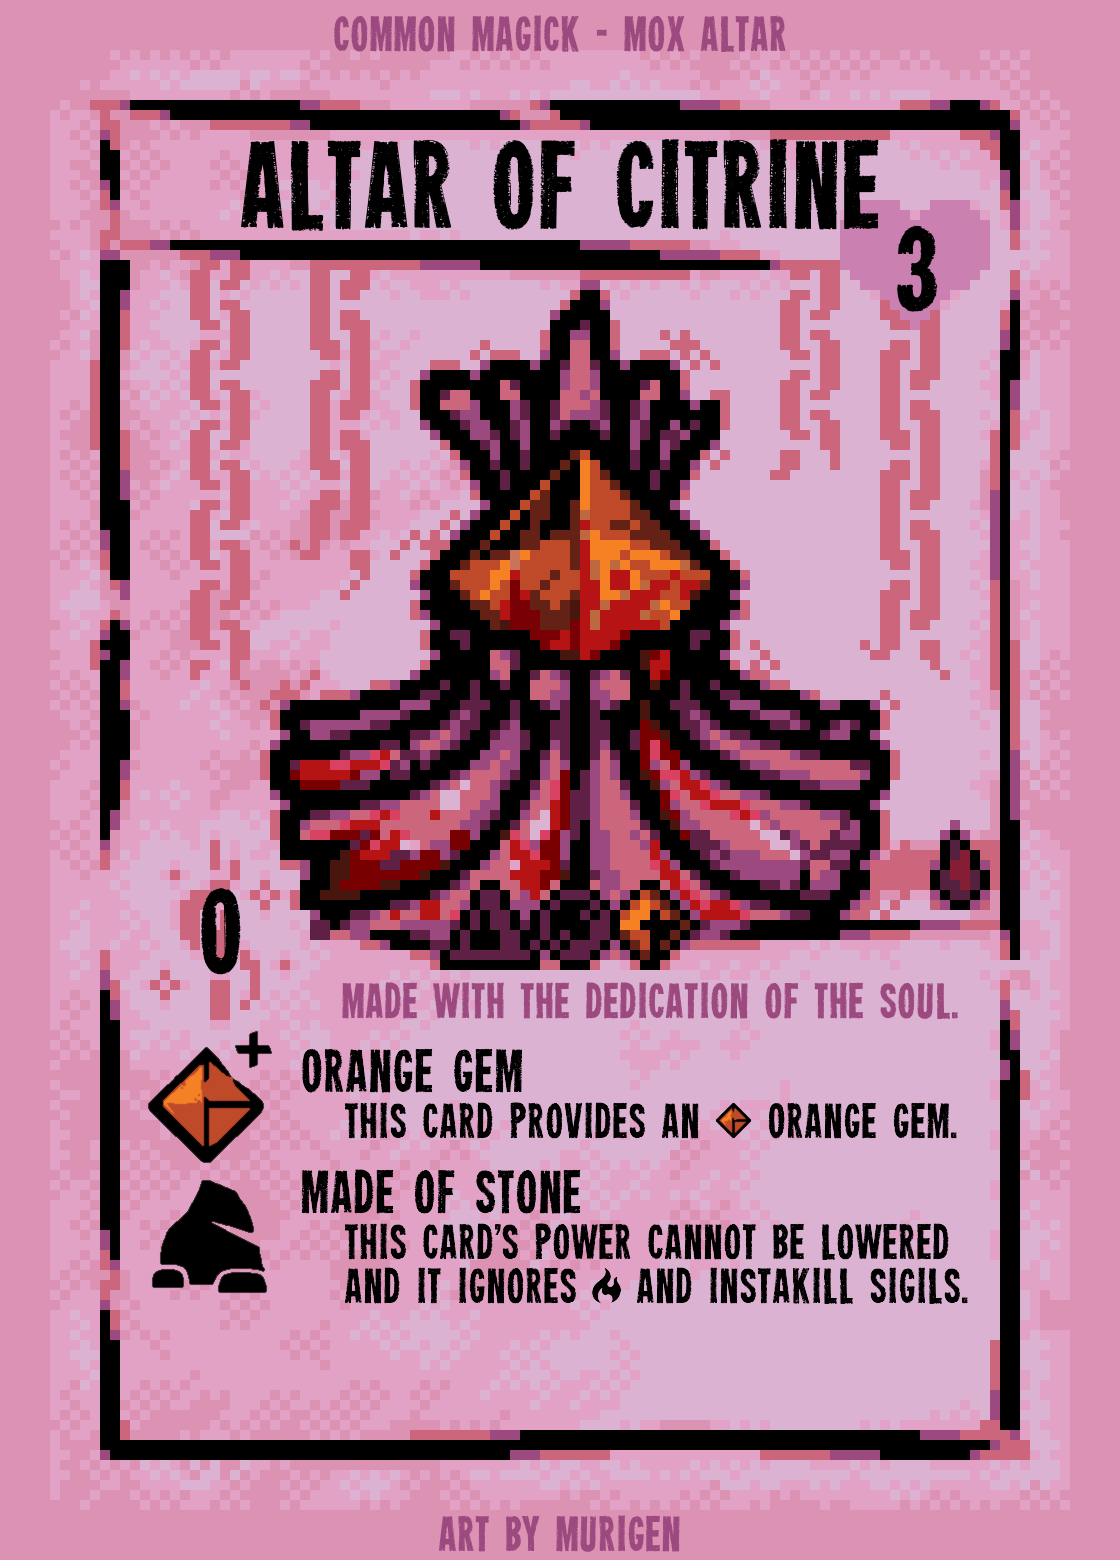 COMMON MAGICK - MOX ALTAR
ALTAR OF CITRINE
3
0
MADE WITH THE DEDICATION OF THE SOUL.
ORANGE GEM
THIS CARD PROVIDES AN ORANGE GEM.
MADE OF STONE
THIS CARD'S POWER CANNOT BE LOWERED
AND IT IGNORES AND INSTAKILL SIGILS.
ART BY MURIGEN